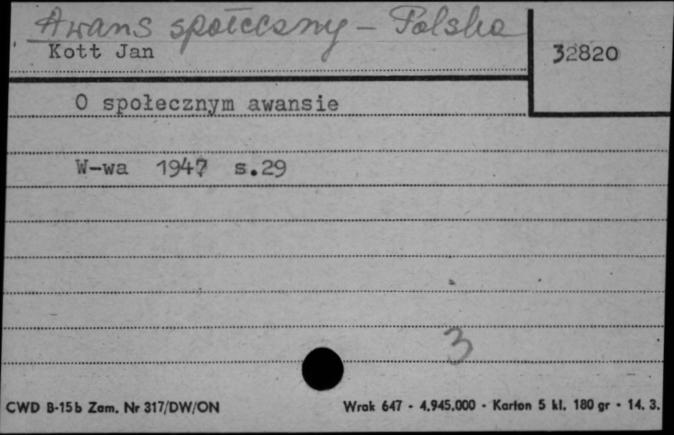 Awans społeczny - Polska
Kott Jan
32820
O społecznym awansie
W-wa 1947 s.29
3
CWD B-15b Zam. Nr 317/DW/ON
Wrak 647 - 4.945.000 - Karton 5 kl. 180 gr - 14. 3.